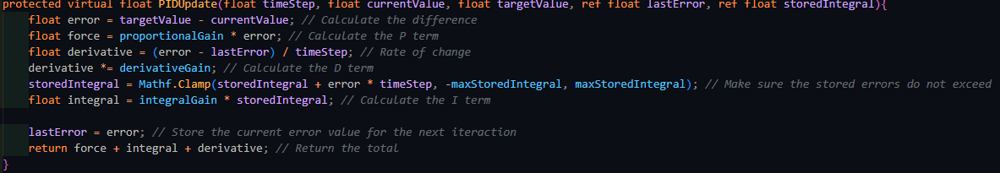 protected virtual float PIDUpdate(float timeStep, float currentValue, float targetValue, ref float lastError, ref float storedIntegral){
    float error = targetValue - currentValue; // Calculate the difference
    float force = proportionalGain * error; // Calculate the P term
    float derivative = (error - lastError) / timeStep; // Rate of change
    derivative *= derivativeGain; // Calculate the D term
    storedIntegral = Mathf.Clamp(storedIntegral + error * timeStep, -maxStoredIntegral, maxStoredIntegral); // Make sure the stored errors do not exceed
    float integral = integralGain * storedIntegral; // Calculate the I term

    lastError = error; // Store the current error value for the next iteraction
    return force + integral + derivative; // Return the total
}